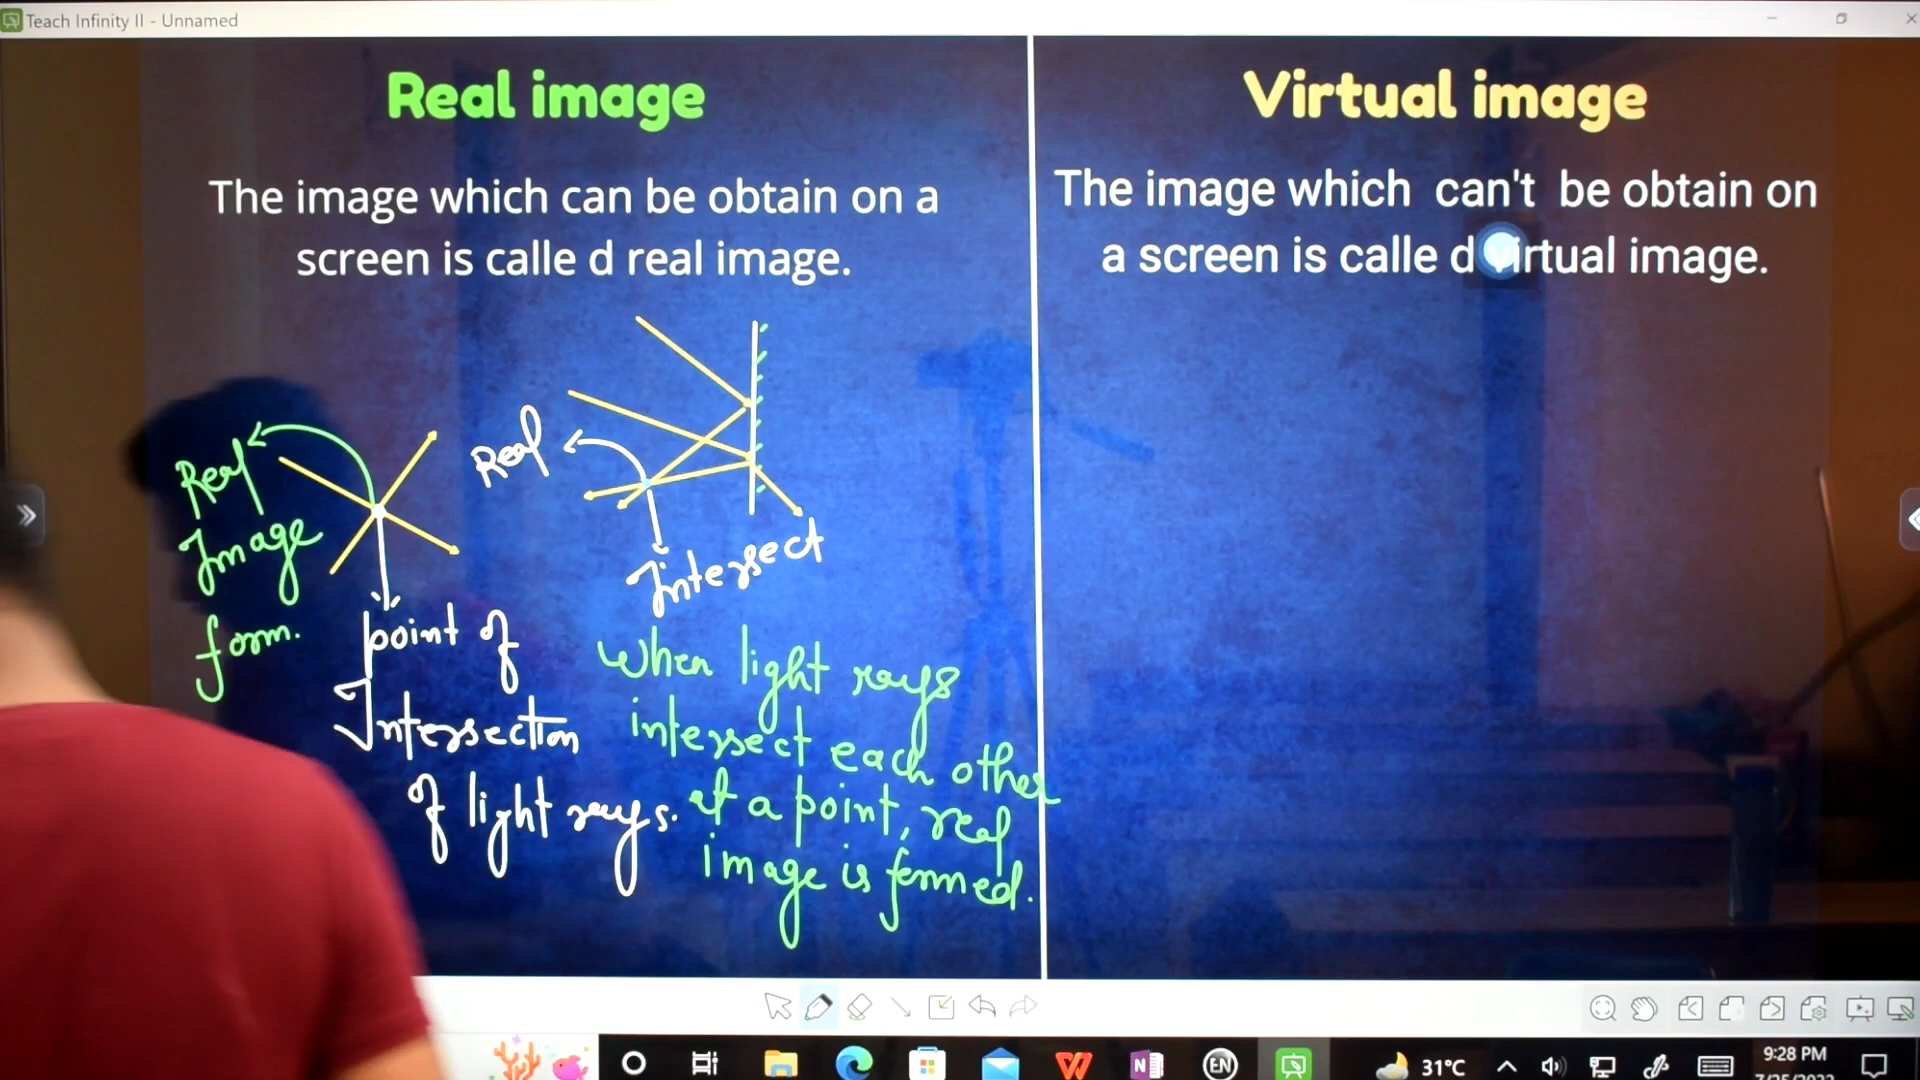 Teach Infinity II - Unnamed
Real image
The image which can be obtain on a
screen is calle d real image.
Real
Image
form.
point of
Intersection
of light rays.
Real
Intersect
When light rays
intersect each other
at a point, real
image is formed.
Virtual image
The image which can't be obtain on
a screen is calle d virtual image.
EN
31°C
9:28 PM